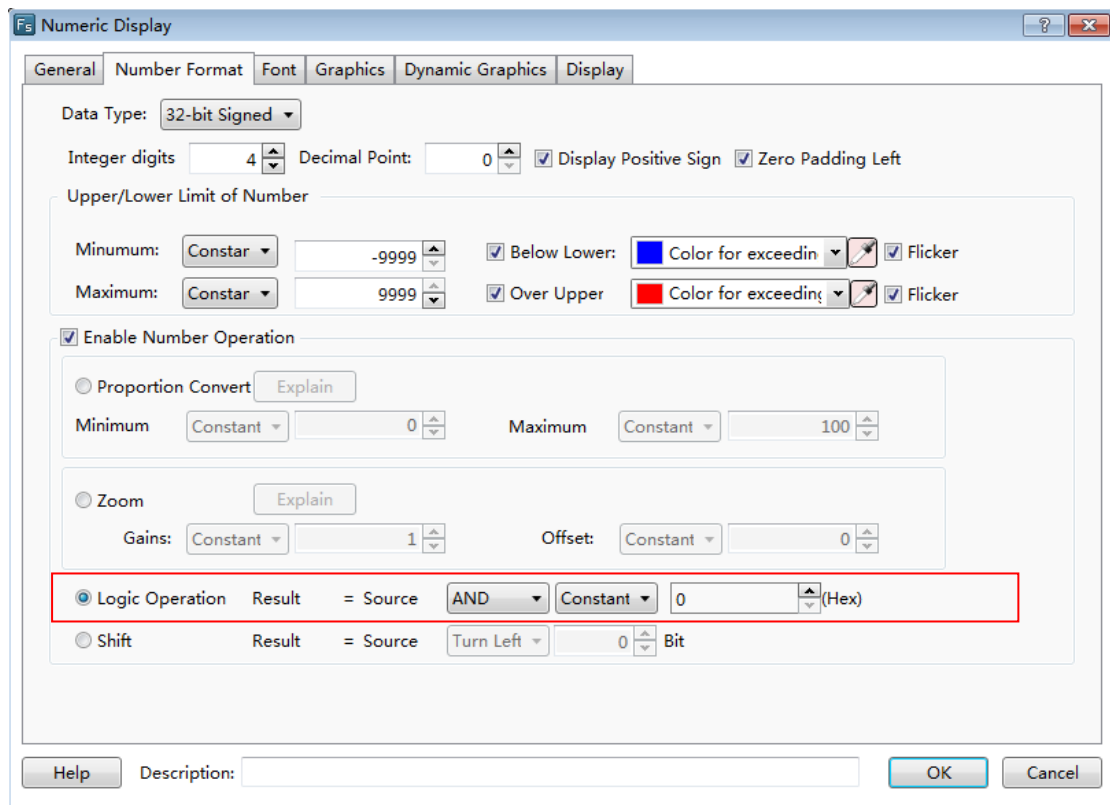 Fs Numeric Display ?
General Number Format Font Graphics Dynamic Graphics Display
Data Type: 32-bit Signed
Integer digits 4 Decimal Point: 0 Display Positive Sign Zero Padding Left
Upper/Lower Limit of Number
Minumum: Constar -9999 Below Lower: Color for exceedin Flicker
Maximum: Constar 9999 Over Upper Color for exceeding Flicker
Enable Number Operation
Proportion Convert Explain
Minimum Constant 0 Maximum Constant 100
Zoom Explain
Gains: Constant 1 Offset: Constant 0
Logic Operation Result = Source AND Constant 0 (Hex)
Shift Result = Source Turn Left 0 Bit
Help Description: OK Cancel